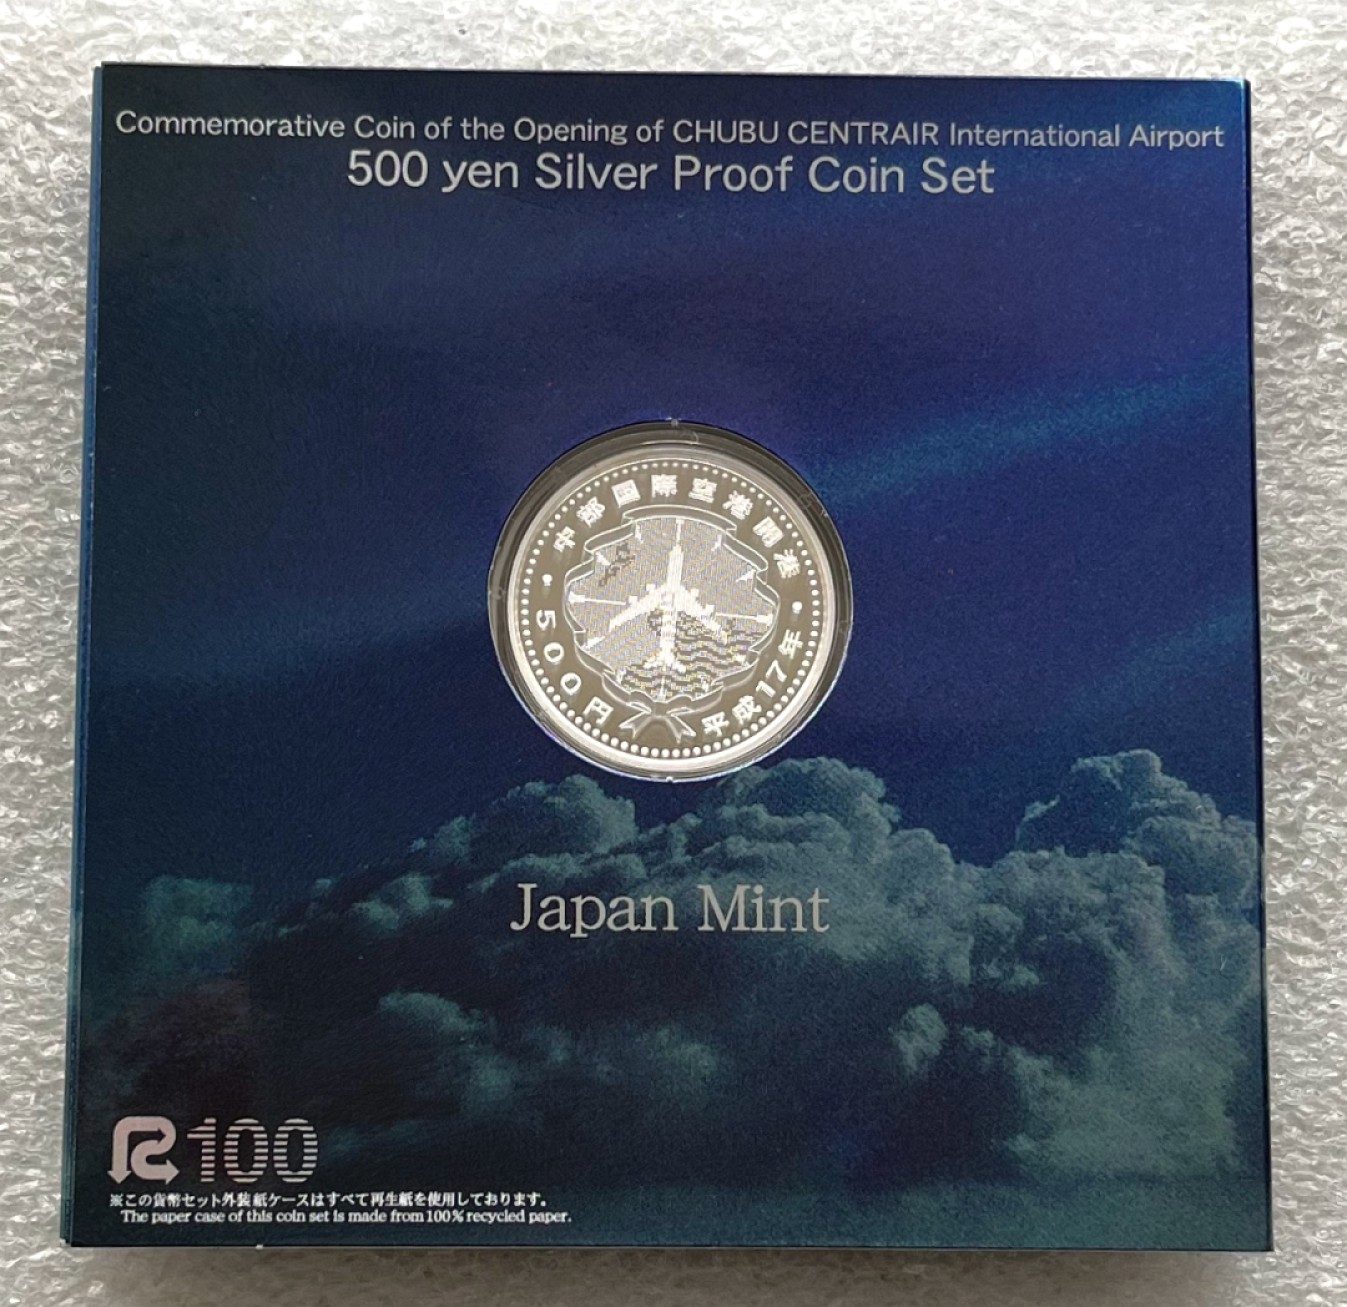 Commemorative Coin of the Opening of CHUBU CENTRAIR International Airport
500 yen Silver Proof Coin Set
中部国際空港開港
500円
平成17年
Japan Mint
R100
※この貨幣セット外装紙ケースはすべて再生紙を使用しております。
The paper case of this coin set is made from 100% recycled paper.